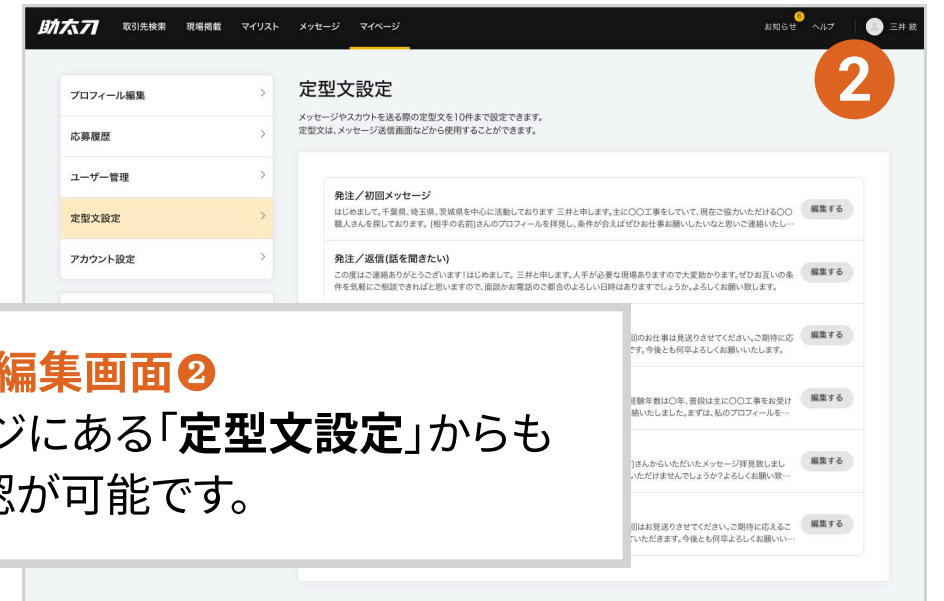 助太刀 取引先検索 現場掲載 マイリスト メッセージ マイページ お知らせ 6 ヘルプ 三井 統
2
プロフィール編集
応募履歴
ユーザー管理
定型文設定
アカウント設定
定型文設定
メッセージやスカウトを送る際の定型文を10件まで設定できます。
定型文は、メッセージ送信画面などから使用することができます。
発注／初回メッセージ
はじめまして。千葉県、埼玉県、茨城県を中心に活動しております 三井と申します。主に〇〇工事をしていて、現在ご協力いただける〇〇
職人さんを探しております。 {相手の名前}さんのプロフィールを拝見し、条件が合えばぜひお仕事お願いしたいなと思いご連絡いたし…
編集する
発注／返信(話を聞きたい)
この度はご連絡ありがとうございます！はじめまして。 三井と申します。人手が必要な現場ありますので大変助かります。ぜひお互いの条
件を気軽にご相談できればと思いますので、面談かお電話のご都合のよろしい日時はありますでしょうか。よろしくお願い致します。
編集する
回のお仕事は見送りさせてください。ご期待に応
です。今後とも何卒よろしくお願いいたします。
編集する
経験年数は〇年、普段は主に〇〇工事をお受け
絡いたしました。まずは、私のプロフィールを…
編集する
}さんからいただいたメッセージ拝見致しまし
いただけませんでしょうか？よろしくお願い致…
編集する
回はお見送りさせてください。ご期待に応えるこ
ていただきます。今後とも何卒よろしくお願いい…
編集する
編集画面❷
ジにある「定型文設定」からも
認が可能です。